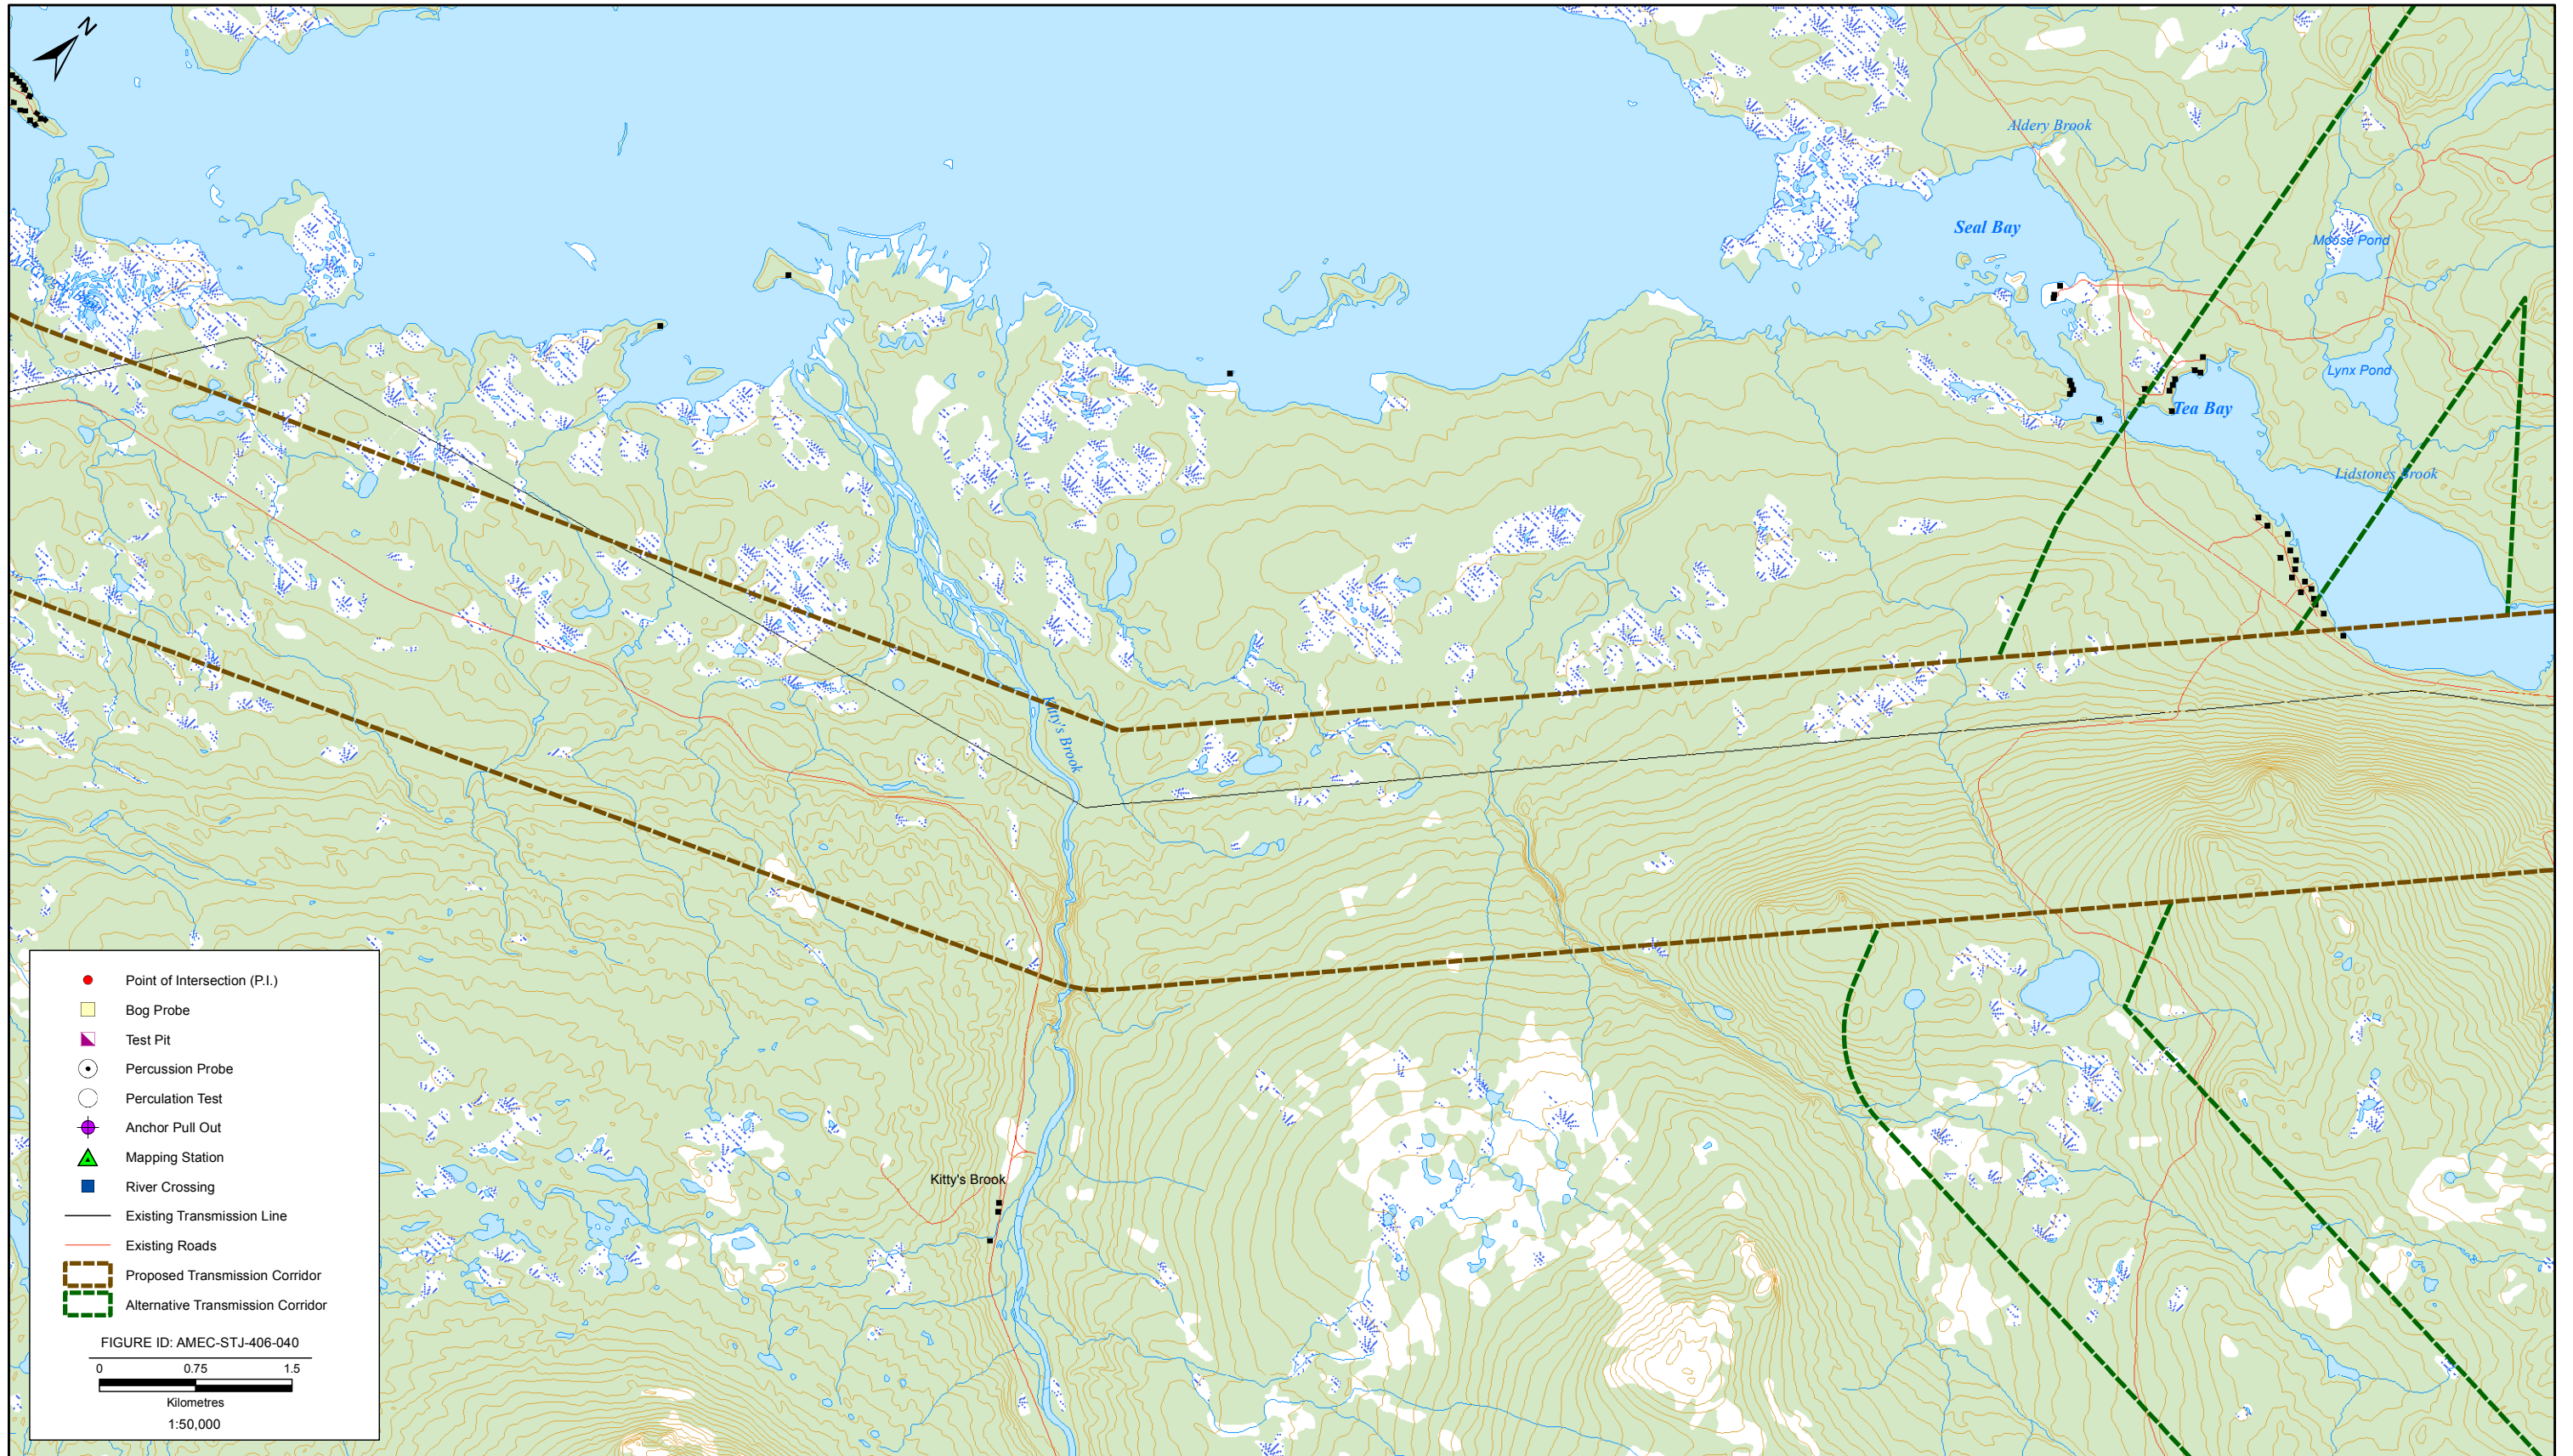 N
Aldery Brook
Seal Bay
Moose Pond
Lynx Pond
Tea Bay
Lidstones Brook
Kitty's Brook
Kitty's Brook
Point of Intersection (P.I.)
Bog Probe
Test Pit
Percussion Probe
Perculation Test
Anchor Pull Out
Mapping Station
River Crossing
Existing Transmission Line
Existing Roads
Proposed Transmission Corridor
Alternative Transmission Corridor
FIGURE ID: AMEC-STJ-406-040
0 0.75 1.5
Kilometres
1:50,000